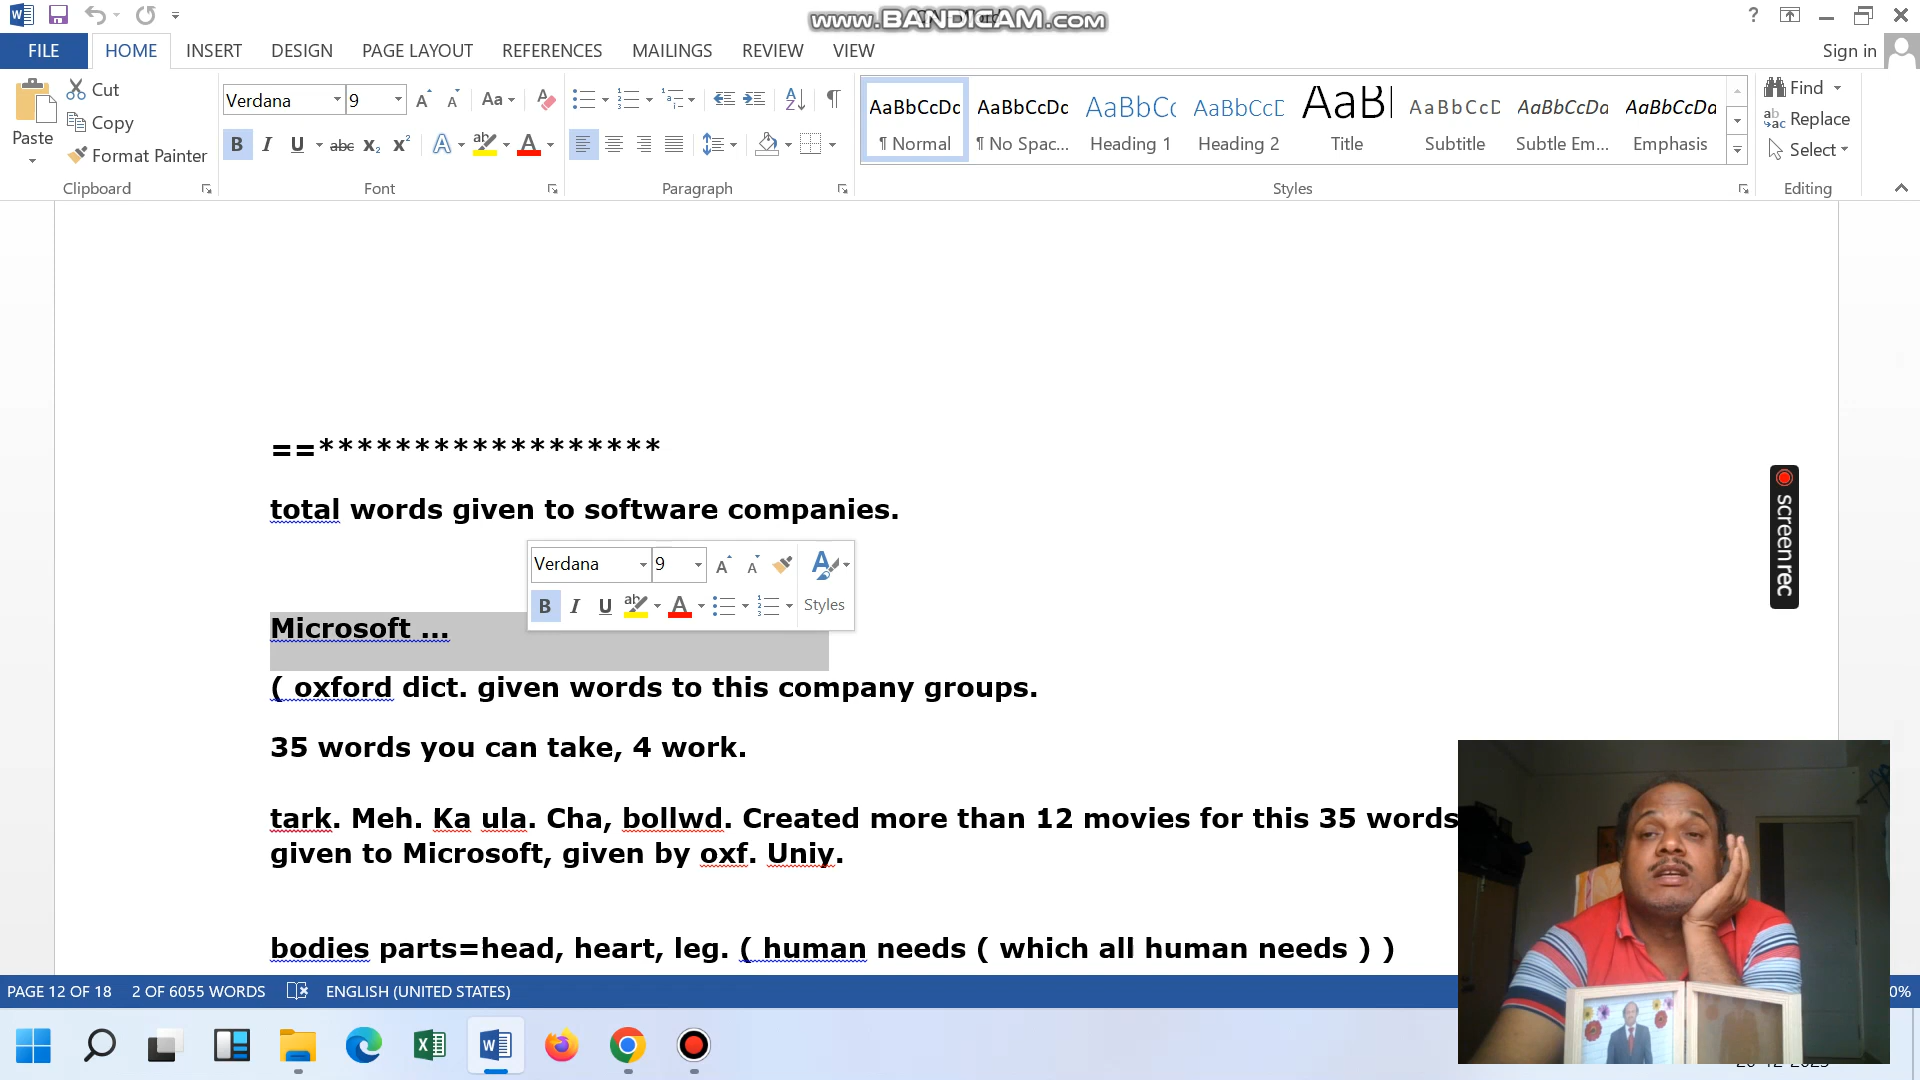 www.BANDICAM.com
FILE HOME INSERT DESIGN PAGE LAYOUT REFERENCES MAILINGS REVIEW VIEW
Sign in
Paste
Cut
Copy
Format Painter
Clipboard
Verdana 9
Font
Paragraph
AaBbCcDc AaBbCcDc AaBbC( AaBbCcD AaB AaBbCcD AaBbCcDa AaBbCcDa
¶ Normal ¶ No Spac... Heading 1 Heading 2 Title Subtitle Subtle Em... Emphasis
Styles
Find
Replace
Select
Editing
==******************
total words given to software companies.
Verdana 9
B I U Styles
Microsoft ...
( oxford dict. given words to this company groups.
35 words you can take, 4 work.
tark. Meh. Ka ula. Cha, bollwd. Created more than 12 movies for this 35 words
given to Microsoft, given by oxf. Uniy.
bodies parts=head, heart, leg. ( human needs ( which all human needs ) )
screenrec
PAGE 12 OF 18 2 OF 6055 WORDS ENGLISH (UNITED STATES)